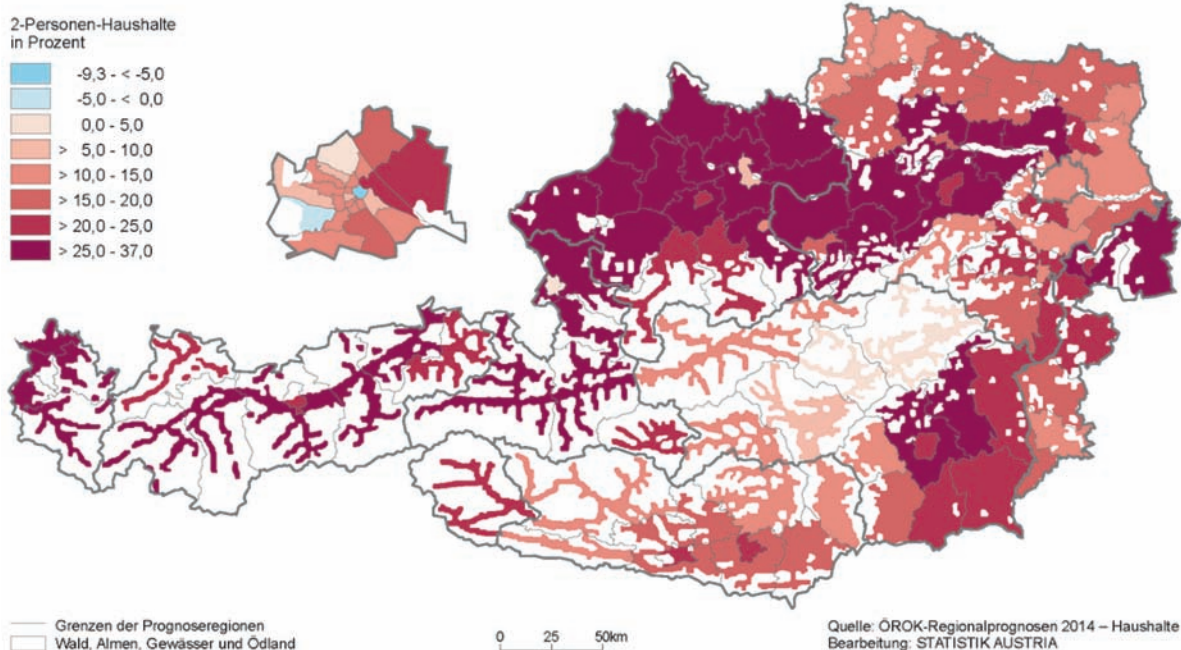 2-Personen-Haushalte
in Prozent
-9,3 - < -5,0
-5,0 - < 0,0
0,0 - 5,0
> 5,0 - 10,0
> 10,0 - 15,0
> 15,0 - 20,0
> 20,0 - 25,0
> 25,0 - 37,0
Grenzen der Prognoseregionen
Wald, Almen, Gewässer und Ödland
0 25 50km
Quelle: ÖROK-Regionalprognosen 2014 – Haushalte
Bearbeitung: STATISTIK AUSTRIA